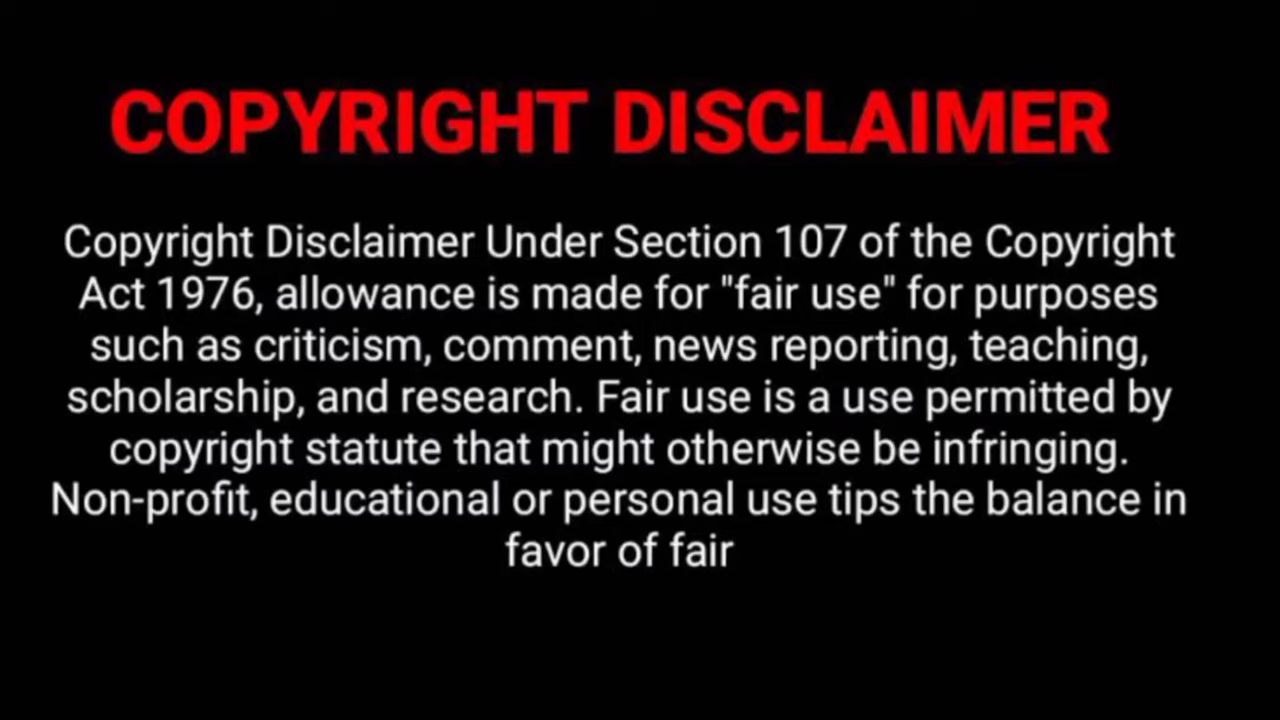 COPYRIGHT DISCLAIMER
Copyright Disclaimer Under Section 107 of the Copyright
Act 1976, allowance is made for "fair use" for purposes
such as criticism, comment, news reporting, teaching,
scholarship, and research. Fair use is a use permitted by
copyright statute that might otherwise be infringing.
Non-profit, educational or personal use tips the balance in
favor of fair